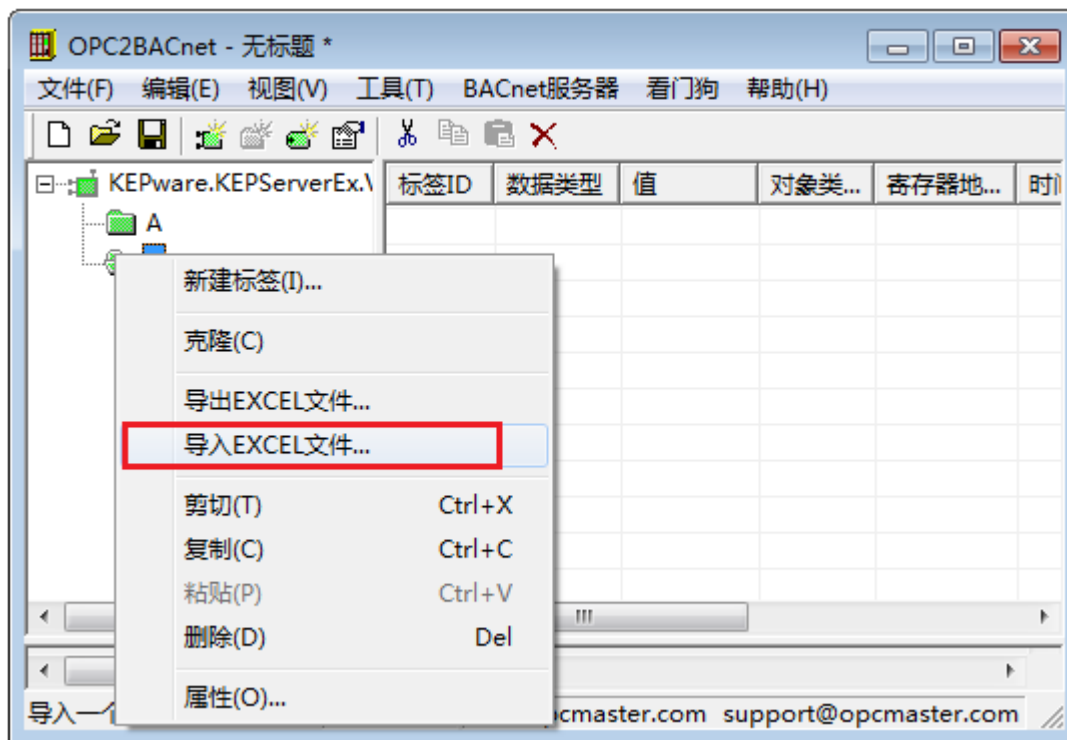 OPC2BACnet - 无标题 *
文件(F) 编辑(E) 视图(V) 工具(T) BACnet服务器 看门狗 帮助(H)
KEPware.KEPServerEx.V 标签ID 数据类型 值 对象类... 寄存器地... 时间
A
新建标签(I)...
克隆(C)
导出EXCEL文件...
导入EXCEL文件...
剪切(T) Ctrl+X
复制(C) Ctrl+C
粘贴(P) Ctrl+V
删除(D) Del
属性(O)...
导入一个 pcmaster.com support@opcmaster.com